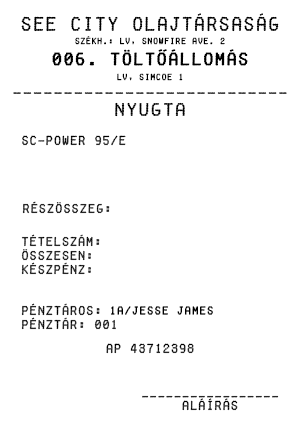 SEE CITY OLAJTÁRSASÁG
SZÉKH.: LV, SNOWFIRE AVE. 2
006. TÖLTŐÁLLOMÁS
LV, SIMCOE 1
NYUGTA
SC-POWER 95/E
RÉSZÖSSZEG:
TÉTELSZÁM:
ÖSSZESEN:
KÉSZPÉNZ:
PÉNZTÁROS: 1A/JESSE JAMES
PÉNZTÁR: 001
AP 43712398
ALÁÍRÁS